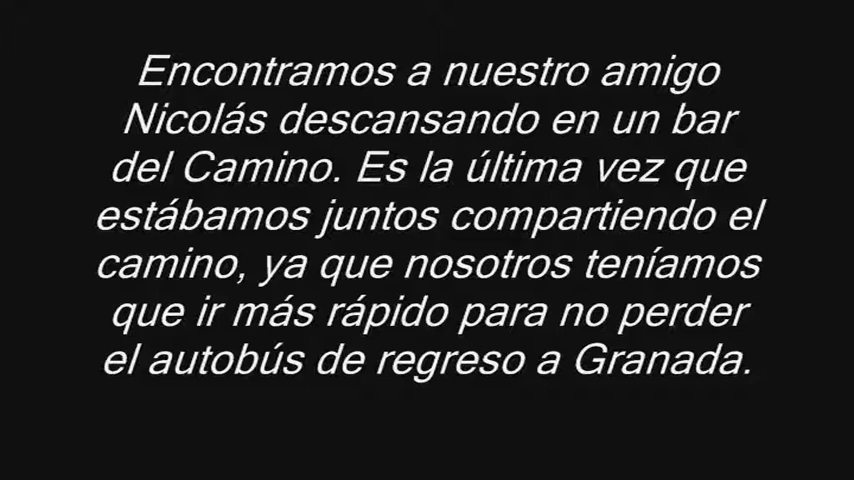 Encontramos a nuestro amigo
Nicolás descansando en un bar
del Camino. Es la última vez que
estábamos juntos compartiendo el
camino, ya que nosotros teníamos
que ir más rápido para no perder
el autobús de regreso a Granada.